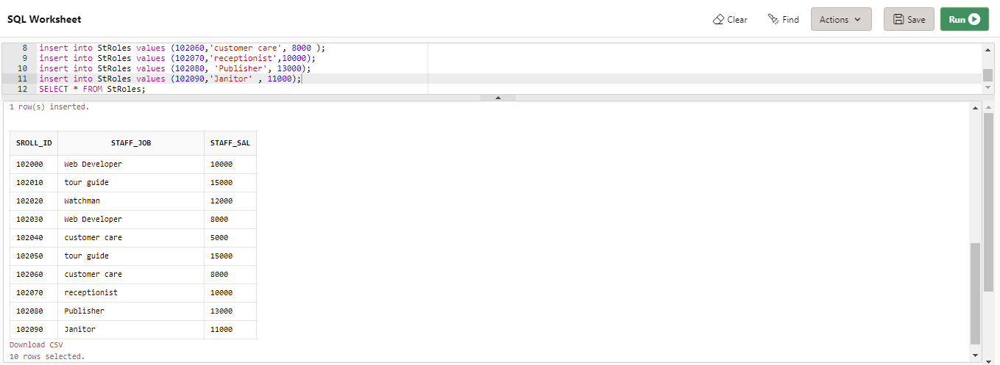 SQL Worksheet Clear Find Actions Save Run
8 insert into StRoles values (102060,'customer care', 8000 );
9 insert into StRoles values (102070,'receptionist',10000);
10 insert into StRoles values (102080, 'Publisher', 13000);
11 insert into StRoles values (102090,'Janitor' , 11000);
12 SELECT * FROM StRoles;
1 row(s) inserted.
SROLL_ID STAFF_JOB STAFF_SAL
102000 Web Developer 10000
102010 tour guide 15000
102020 Watchman 12000
102030 Web Developer 8000
102040 customer care 5000
102050 tour guide 15000
102060 customer care 8000
102070 receptionist 10000
102080 Publisher 13000
102090 Janitor 11000
Download CSV
10 rows selected.